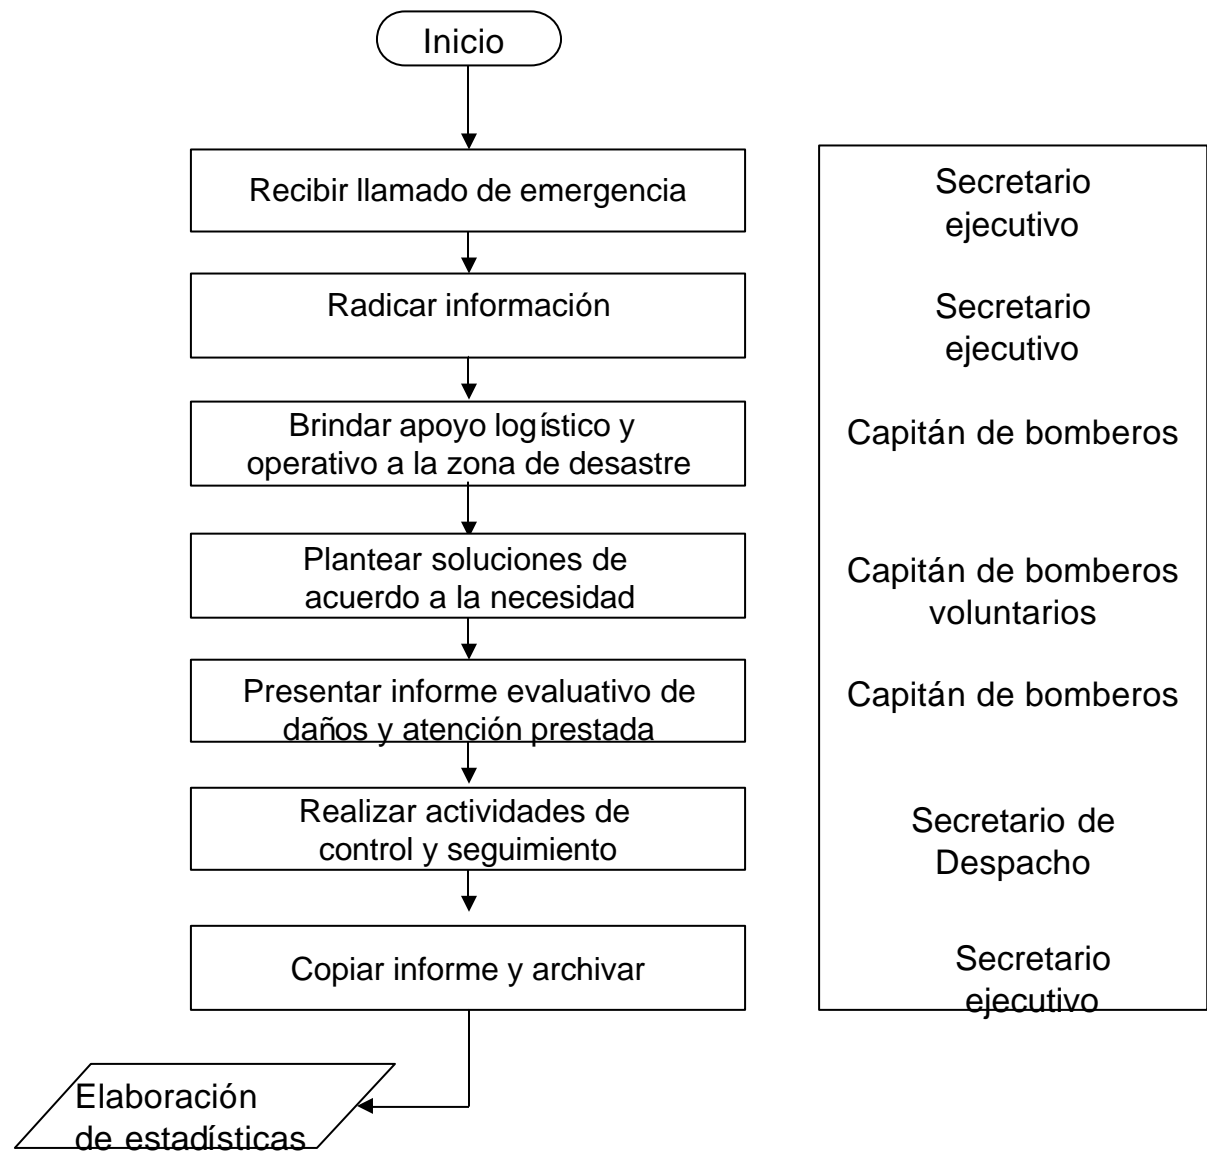 Inicio
Recibir llamado de emergencia
Secretario
ejecutivo
Radicar información
Secretario
ejecutivo
Brindar apoyo logístico y
operativo a la zona de desastre
Capitán de bomberos
Plantear soluciones de
acuerdo a la necesidad
Capitán de bomberos
voluntarios
Presentar informe evaluativo de
daños y atención prestada
Capitán de bomberos
Realizar actividades de
control y seguimiento
Secretario de
Despacho
Copiar informe y archivar
Secretario
ejecutivo
Elaboración
de estadísticas